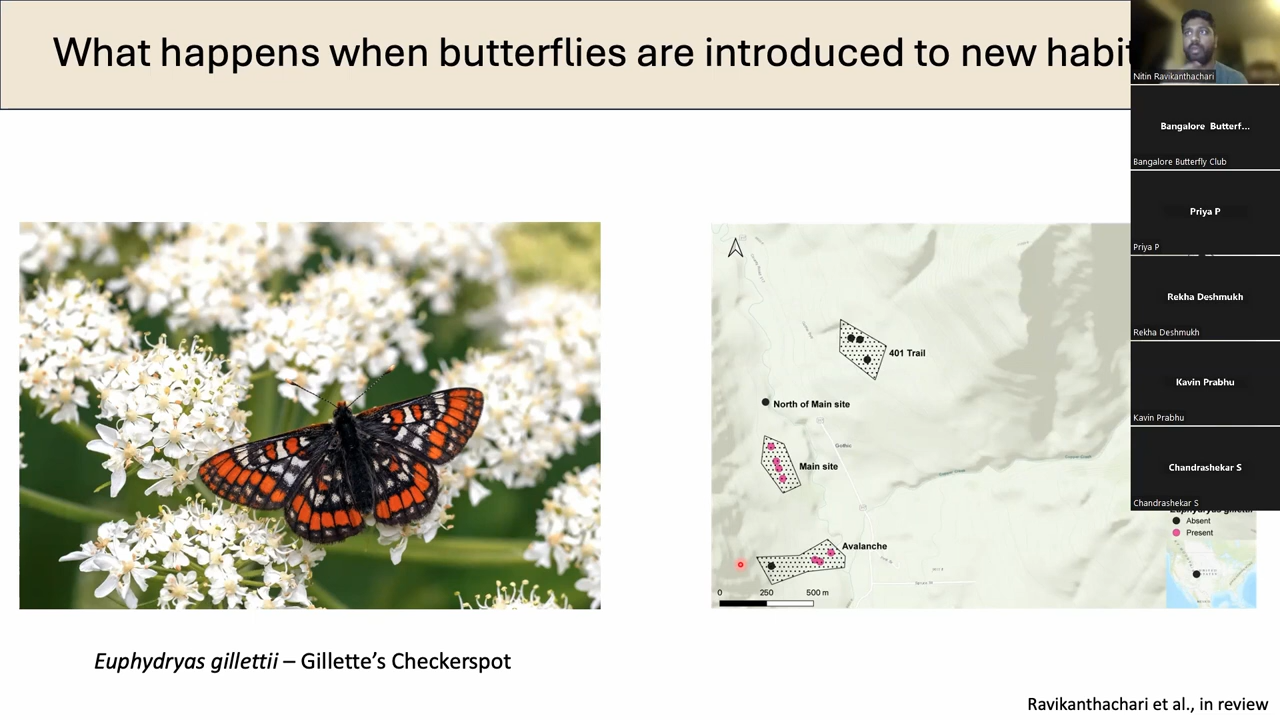 What happens when butterflies are introduced to new habit
Nitin Ravikanthachari
Bangalore Butterf...
Bangalore Butterfly Club
Priya P
Priya P
Rekha Deshmukh
Rekha Deshmukh
Kavin Prabhu
Kavin Prabhu
Chandrashekar S
Chandrashekar S
401 Trail
North of Main site
Gothic
Main site
Avalanche
0 250 500 m
Absent
Present
Euphydryas gillettii – Gillette’s Checkerspot
Ravikanthachari et al., in review